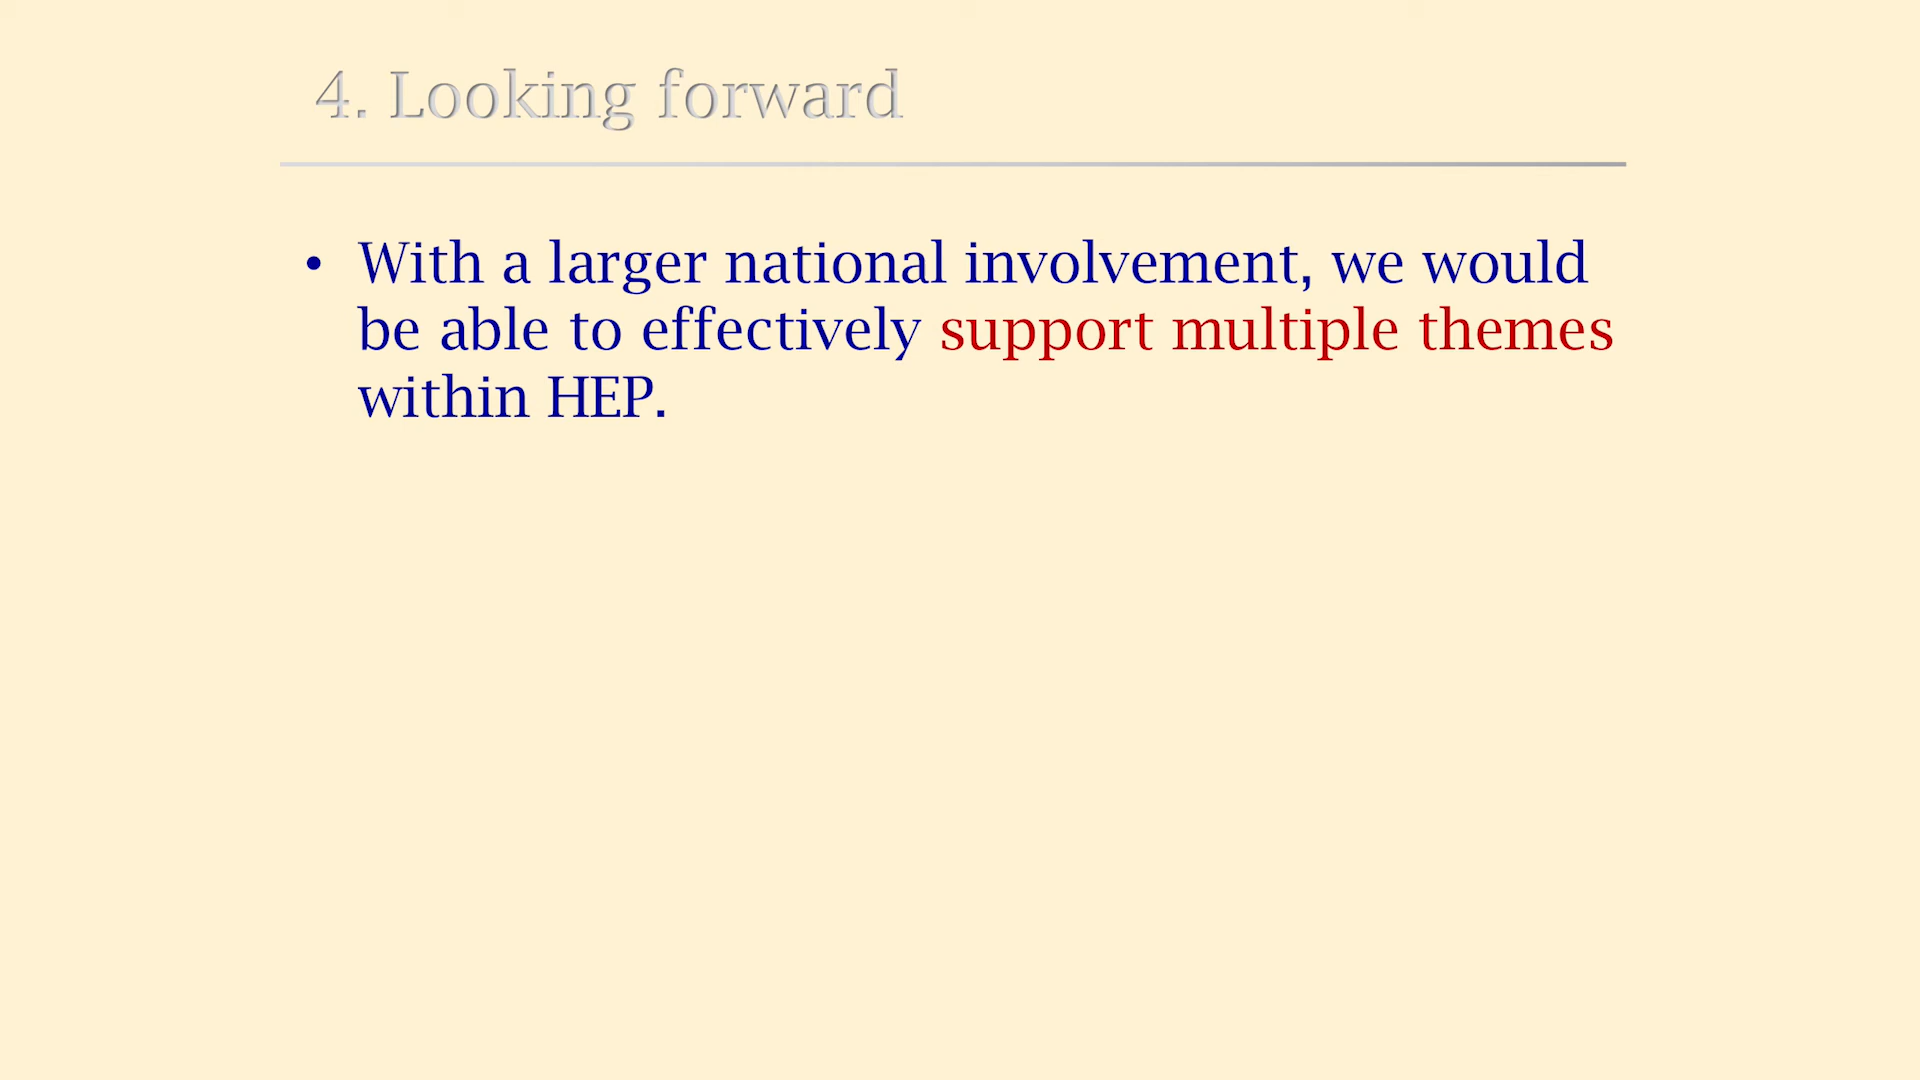 4. Looking forward
• With a larger national involvement, we would
be able to effectively support multiple themes
within HEP.